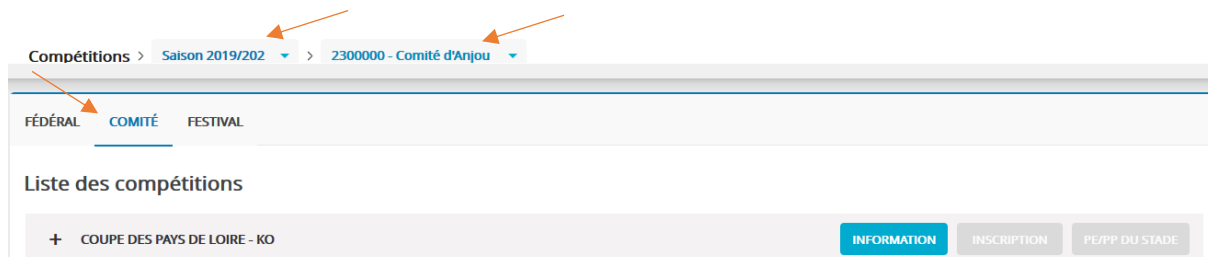 Compétitions > Saison 2019/202 > 2300000 - Comité d'Anjou
FÉDÉRAL COMITÉ FESTIVAL
Liste des compétitions
+ COUPE DES PAYS DE LOIRE - KO INFORMATION INSCRIPTION PE/PP DU STADE